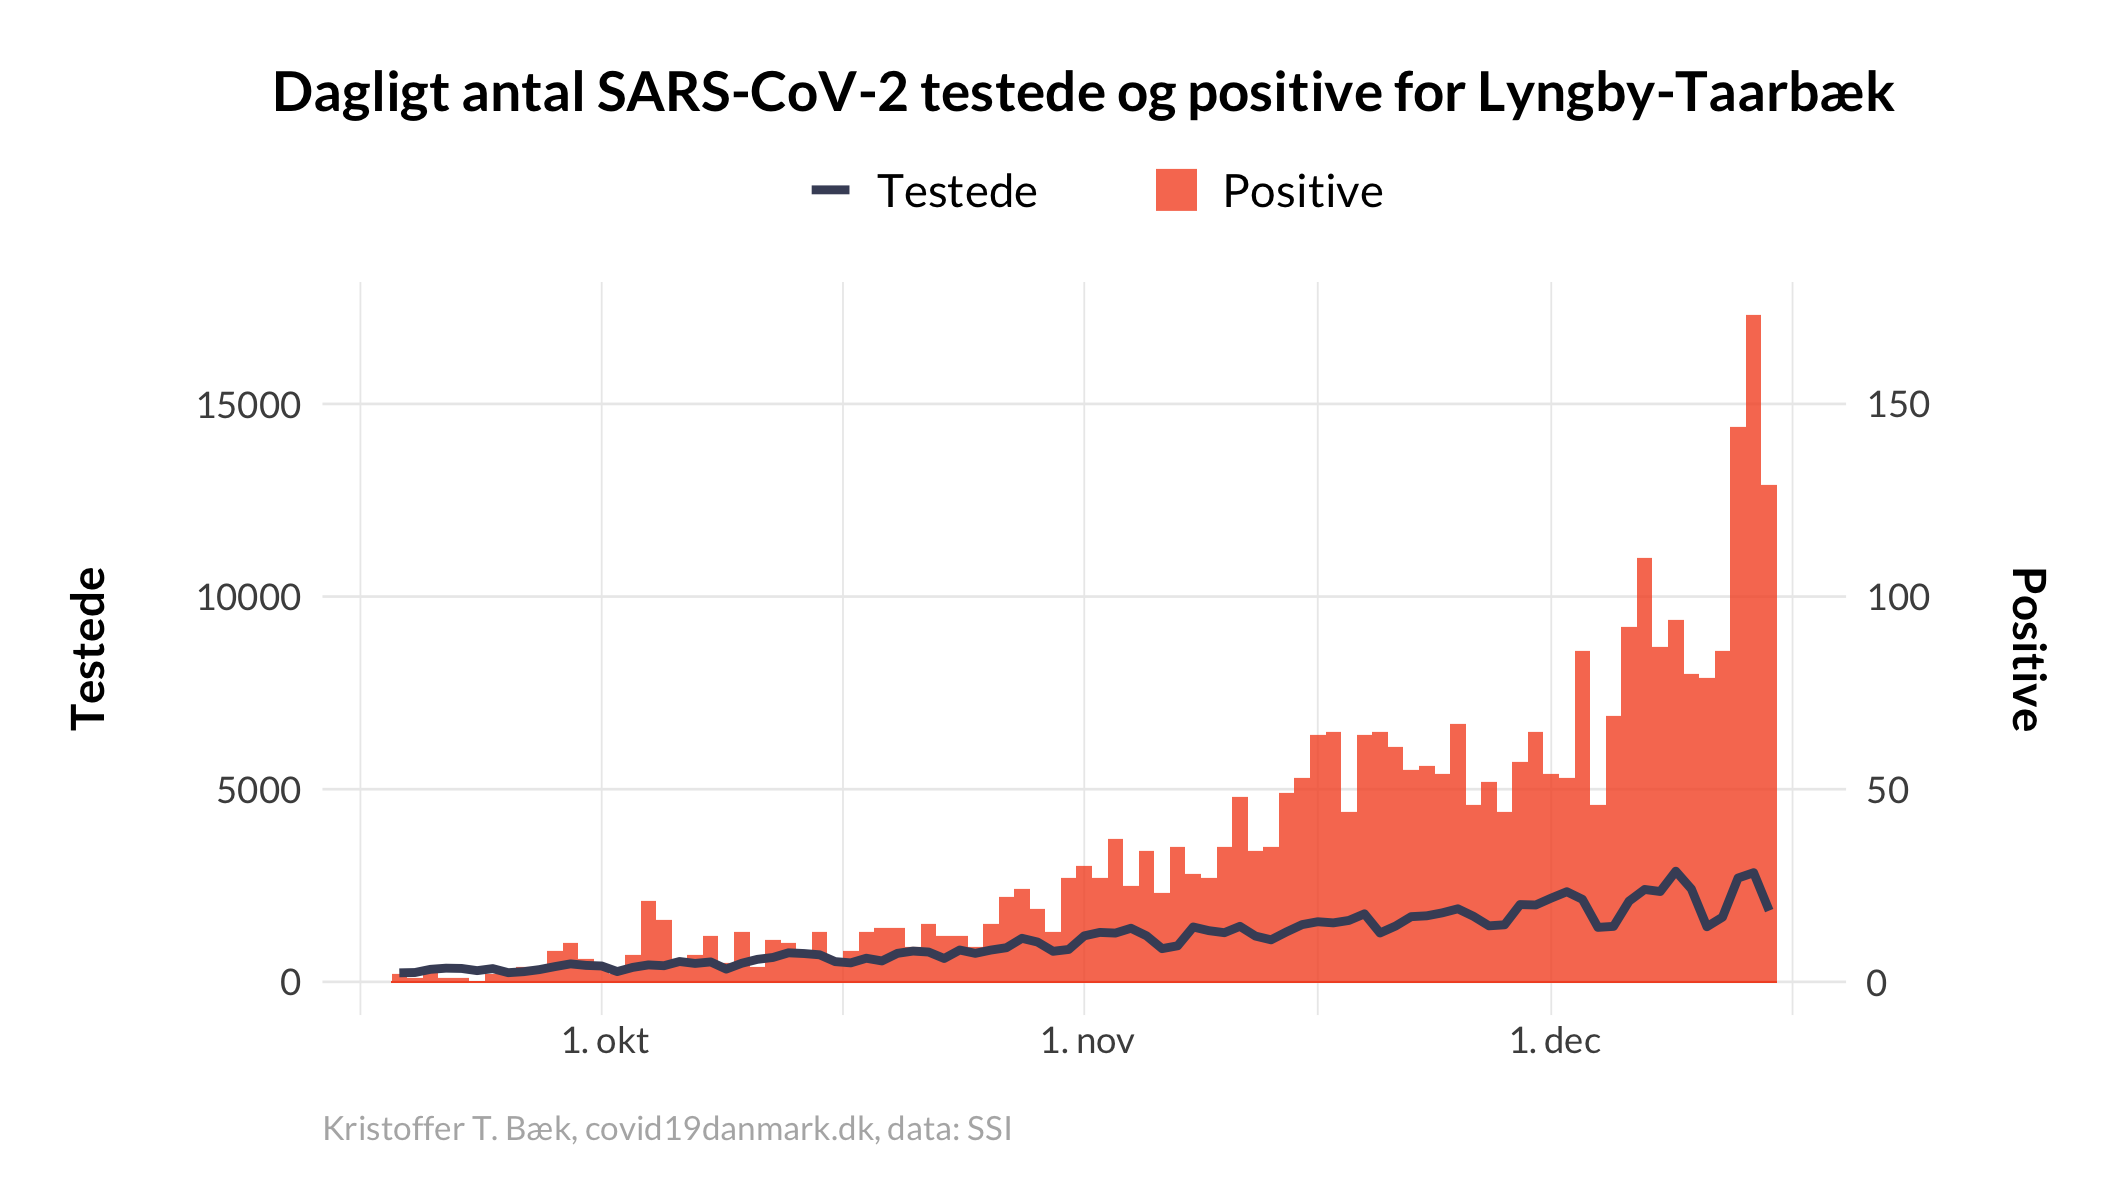 Dagligt antal SARS-CoV-2 testede og positive for Lyngby-Taarbæk
Testede
Positive
15000
10000
5000
0
150
100
50
0
Testede
Positive
1. okt
1. nov
1. dec
Kristoffer T. Bæk, covid19danmark.dk, data: SSI